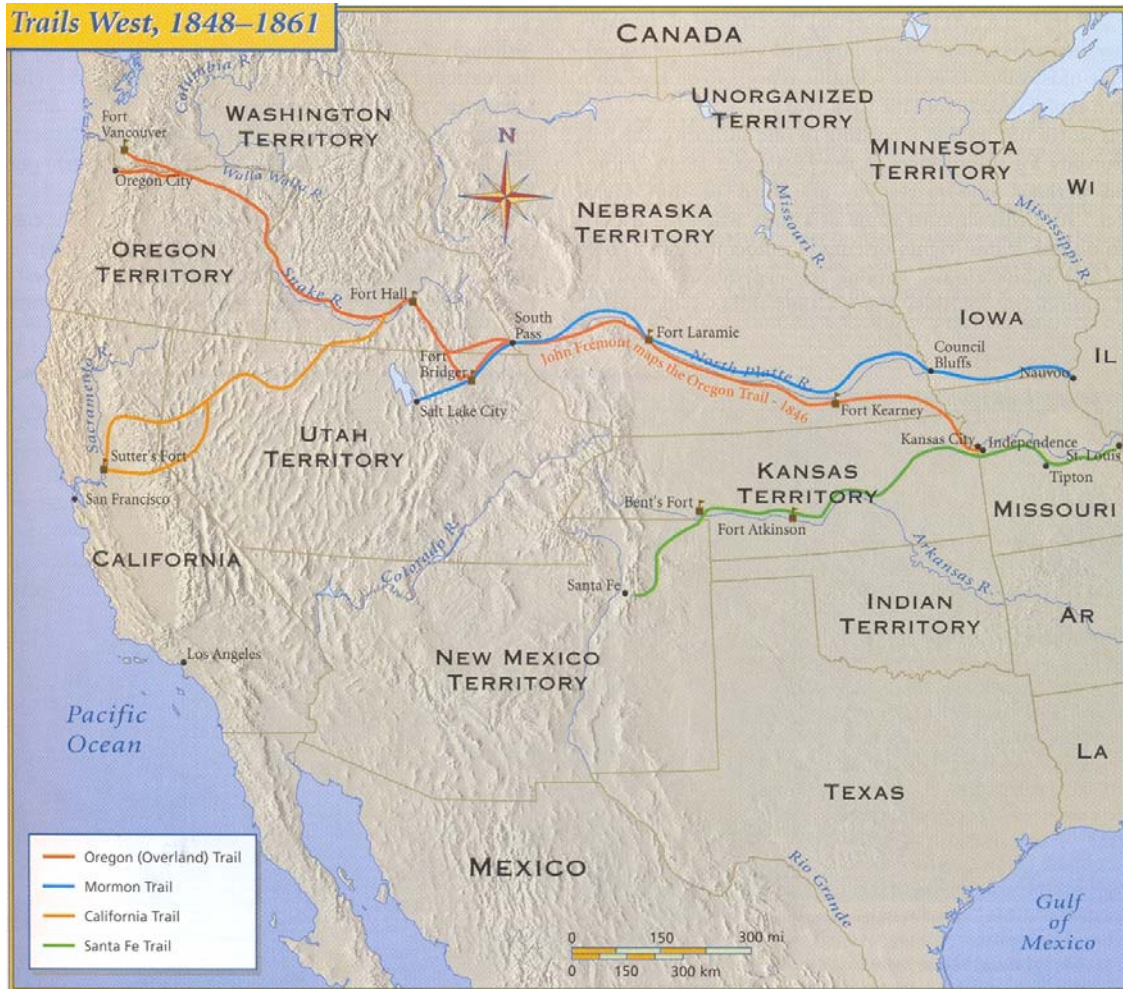 Trails West, 1848–1861
CANADA
Columbia R.
WASHINGTON
TERRITORY
UNORGANIZED
TERRITORY
MINNESOTA
TERRITORY
WI
Fort
Vancouver
Oregon City
Walla Walla R.
N
NEBRASKA
TERRITORY
Missouri R.
Mississippi R.
OREGON
TERRITORY
Snake R.
Fort Hall
South
Pass
Fort Laramie
IOWA
Fort
Bridger
John Fremont maps the Oregon Trail - 1846
North Platte R.
Council
Bluffs
Nauvoo
IL
Sacramento R.
Salt Lake City
Fort Kearney
UTAH
TERRITORY
Kansas City
Independence
St. Louis
Sutter's Fort
Tipton
San Francisco
KANSAS
TERRITORY
Bent's Fort
Fort Atkinson
MISSOURI
CALIFORNIA
Colorado R.
Arkansas R.
Santa Fe
INDIAN
TERRITORY
AR
Los Angeles
NEW MEXICO
TERRITORY
Pacific
Ocean
LA
TEXAS
MEXICO
Rio Grande
Gulf
of
Mexico
Oregon (Overland) Trail
Mormon Trail
California Trail
Santa Fe Trail
0 150 300 mi
0 150 300 km